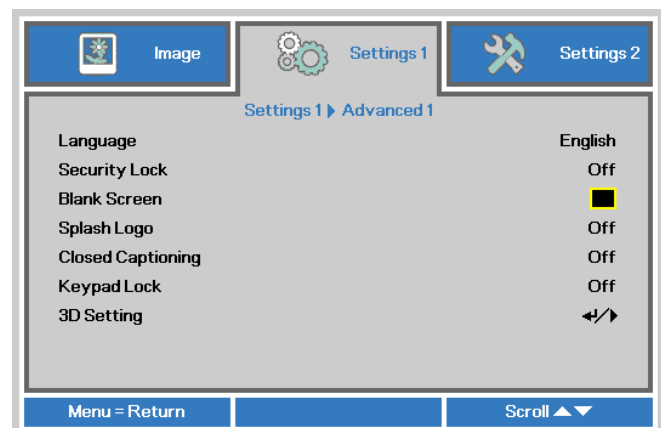 Image
Settings 1
Settings 2
Settings 1 ▶ Advanced 1
Language English
Security Lock Off
Blank Screen
Splash Logo Off
Closed Captioning Off
Keypad Lock Off
3D Setting ↵/▶
Menu = Return
Scroll ▲▼